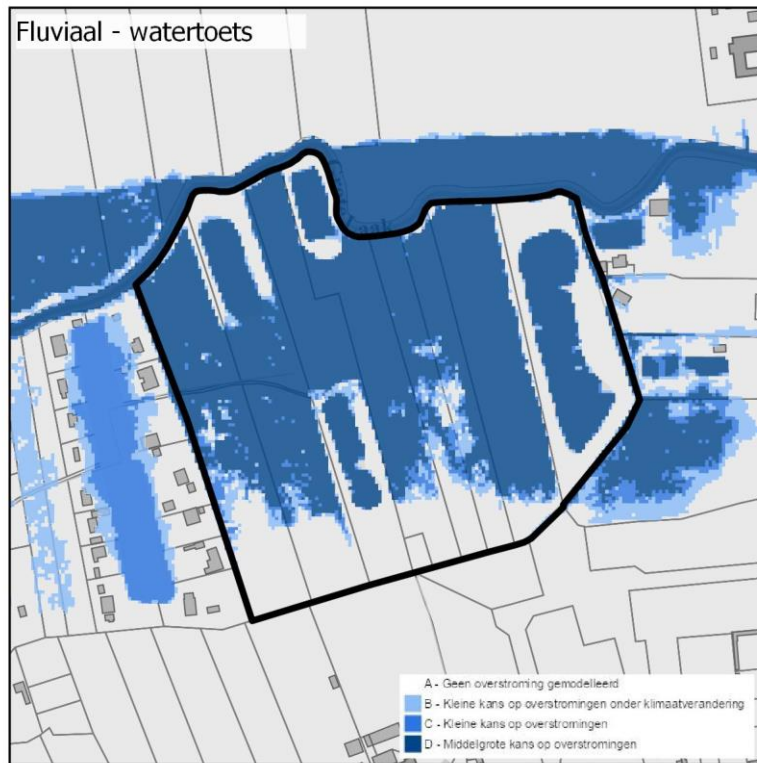 Fluviaal - watertoets
A - Geen overstroming gemodelleerd
B - Kleine kans op overstromingen onder klimaatverandering
C - Kleine kans op overstromingen
D - Middelgrote kans op overstromingen